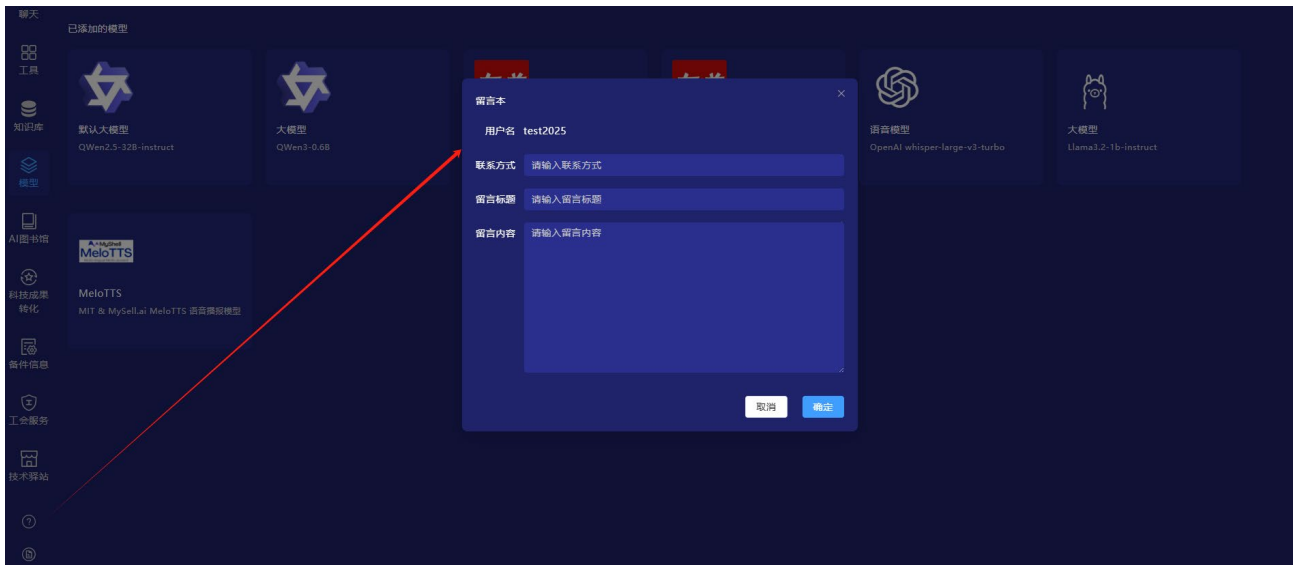 聊天
工具
知识库
模型
AI图书馆
科技成果
转化
备件信息
工会服务
技术驿站
已添加的模型
默认大模型
QWen2.5-32B-instruct
大模型
QWen3-0.6B
语音模型
OpenAI whisper-large-v3-turbo
大模型
Llama3.2-1b-instruct
MyShell
MeloTTS
MeloTTS
MIT & MySell.ai MeloTTS 语音播报模型
留言本
用户名 test2025
联系方式 请输入联系方式
留言标题 请输入留言标题
留言内容 请输入留言内容
取消 确定